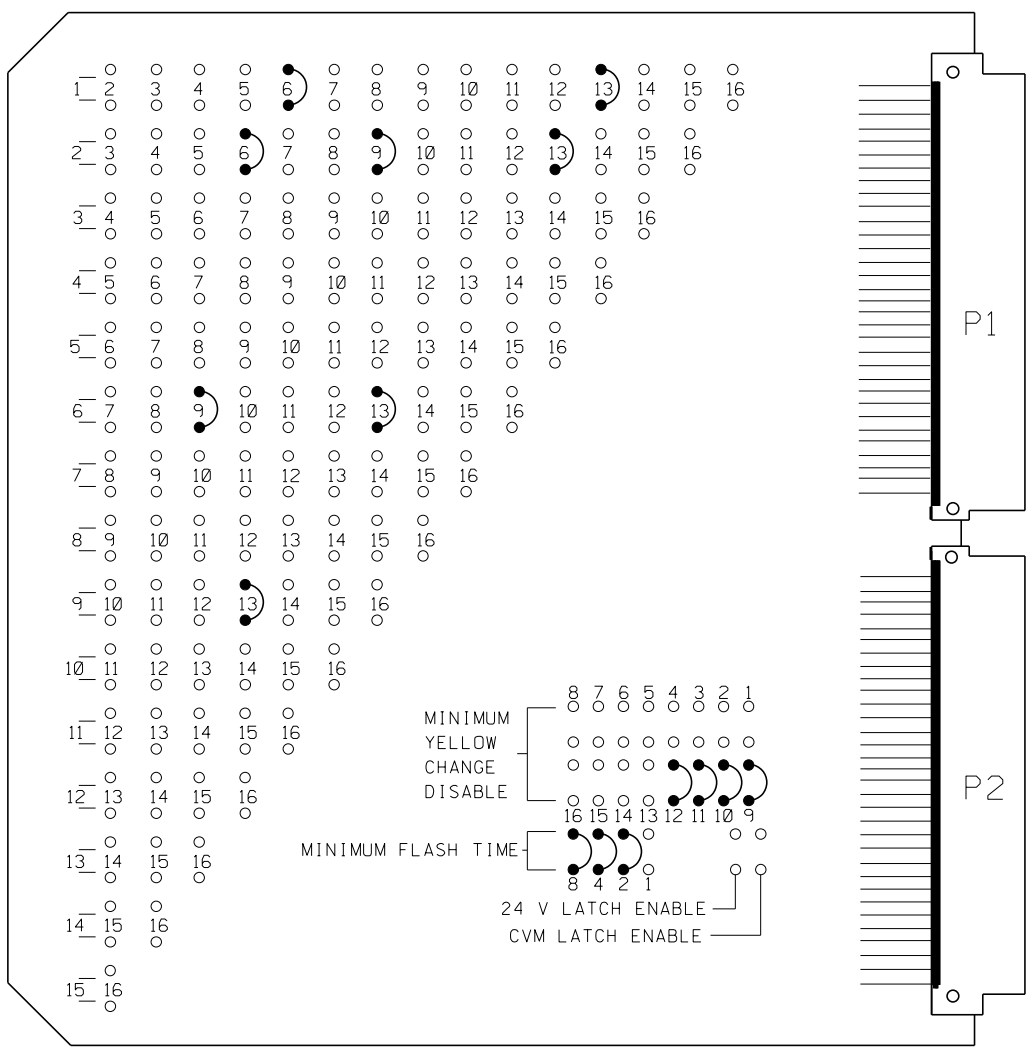 1 2 3 4 5 6 7 8 9 10 11 12 13 14 15 16
2 3 4 5 6 7 8 9 10 11 12 13 14 15 16
3 4 5 6 7 8 9 10 11 12 13 14 15 16
4 5 6 7 8 9 10 11 12 13 14 15 16
P1
5 6 7 8 9 10 11 12 13 14 15 16
6 7 8 9 10 11 12 13 14 15 16
7 8 9 10 11 12 13 14 15 16
8 9 10 11 12 13 14 15 16
9 10 11 12 13 14 15 16
10 11 12 13 14 15 16
11 12 13 14 15 16
12 13 14 15 16
13 14 15 16
14 15 16
15 16
8 7 6 5 4 3 2 1
MINIMUM
YELLOW
CHANGE
DISABLE
16 15 14 13 12 11 10 9
MINIMUM FLASH TIME
8 4 2 1
24 V LATCH ENABLE
CVM LATCH ENABLE
P2